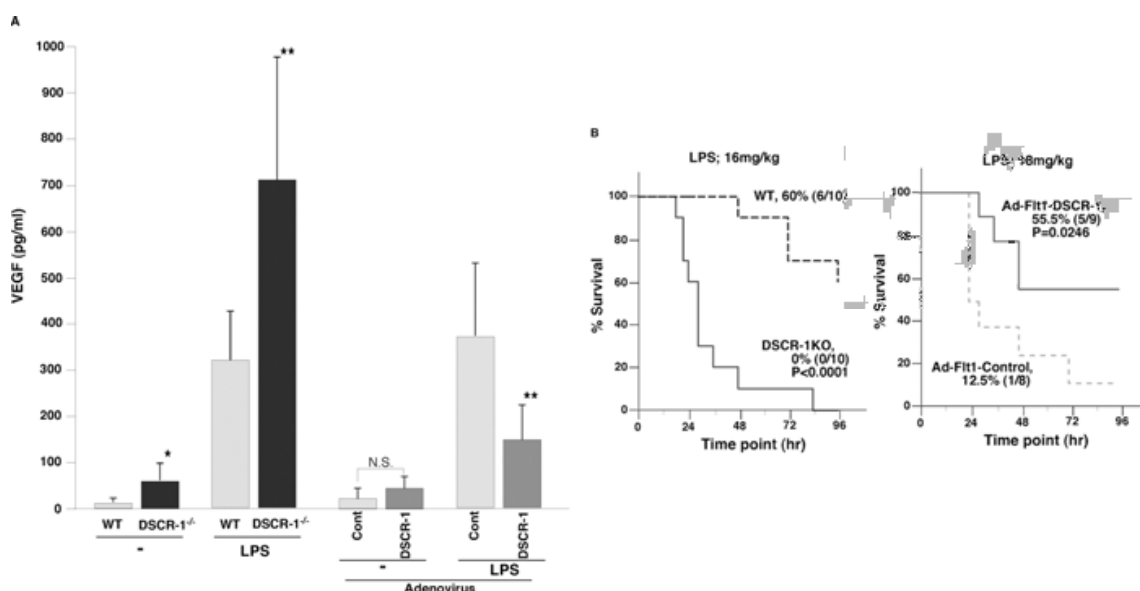 A
1000
900
800
700
600
500
400
300
200
100
0
VEGF (pg/ml)
**
*
N.S.
**
WT DSCR-1-/- WT DSCR-1-/- Cont DSCR-1 Cont DSCR-1
- LPS - LPS
Adenovirus
B
LPS; 16mg/kg
100
80
60
40
20
0
% Survival
WT, 60% (6/10)
DSCR-1KO,
0% (0/10)
P<0.0001
0 24 48 72 96
Time point (hr)
mg/kg
100
60
40
20
0
% Survival
Ad-Flt1-DSCR-1,
55.5% (5/9)
P=0.0246
Ad-Flt1-Control,
12.5% (1/8)
0 24 48 72 96
Time point (hr)